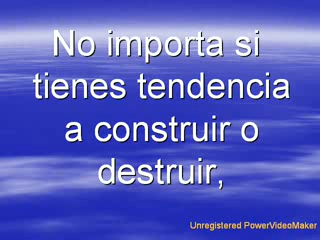 No importa si
tienes tendencia
a construir o
destruir,
Unregistered PowerVideoMaker